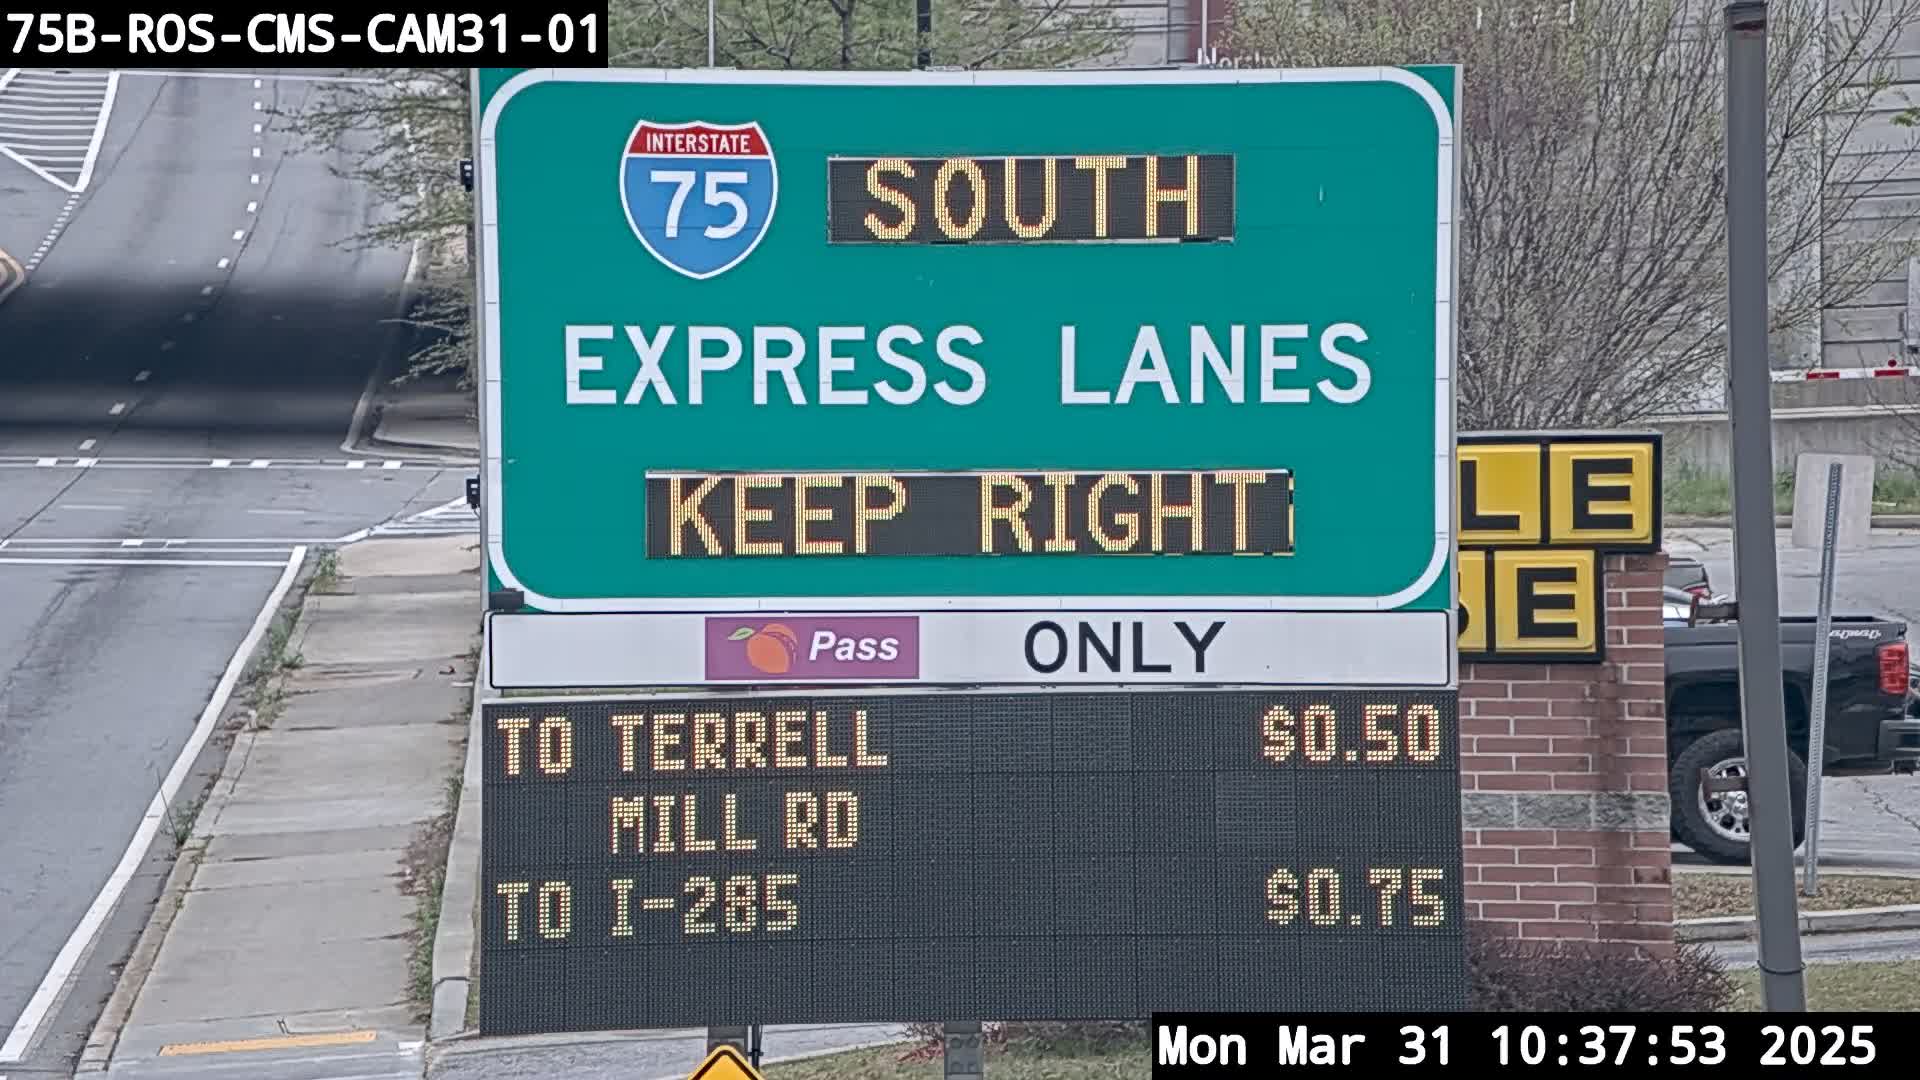 75B-ROS-CMS-CAM31-01
INTERSTATE
75
SOUTH
EXPRESS LANES
KEEP RIGHT
LE
E
Pass ONLY
TO TERRELL $0.50
MILL RD
TO I-285 $0.75
Mon Mar 31 10:37:53 2025